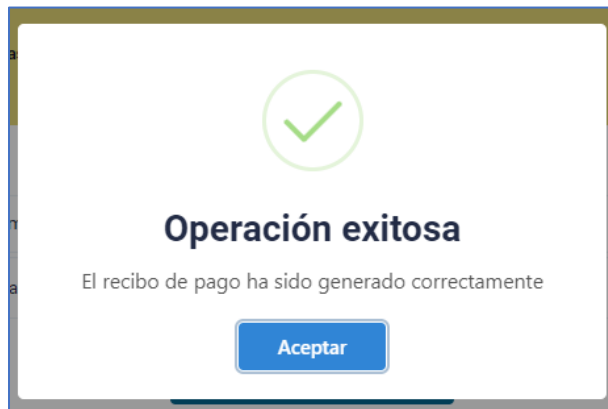 Operación exitosa
El recibo de pago ha sido generado correctamente
Aceptar